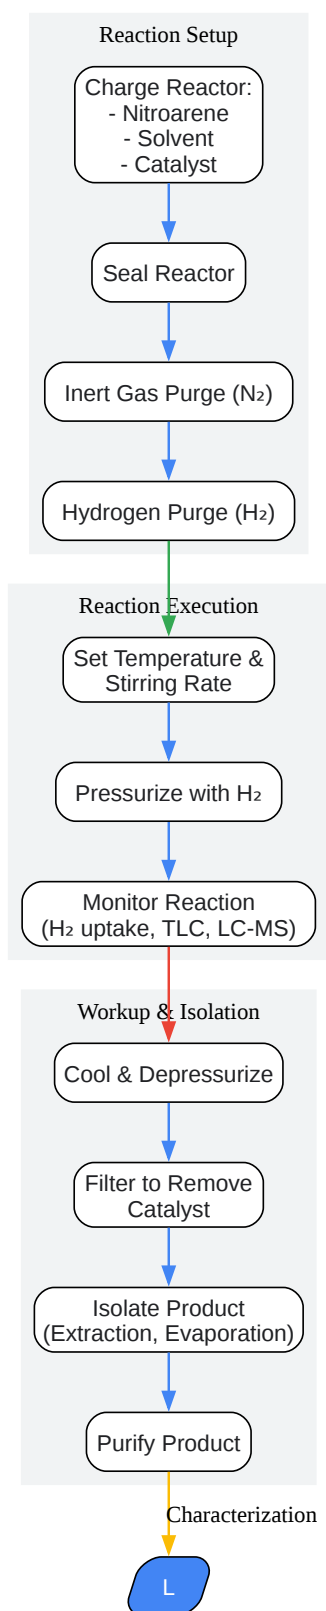 Reaction Setup
Charge Reactor:
- Nitroarene
- Solvent
- Catalyst
Seal Reactor
Inert Gas Purge (N₂)
Hydrogen Purge (H₂)
Reaction Execution
Set Temperature &
Stirring Rate
Pressurize with H₂
Monitor Reaction
(H₂ uptake, TLC, LC-MS)
Workup & Isolation
Cool & Depressurize
Filter to Remove
Catalyst
Isolate Product
(Extraction, Evaporation)
Purify Product
Characterization
L